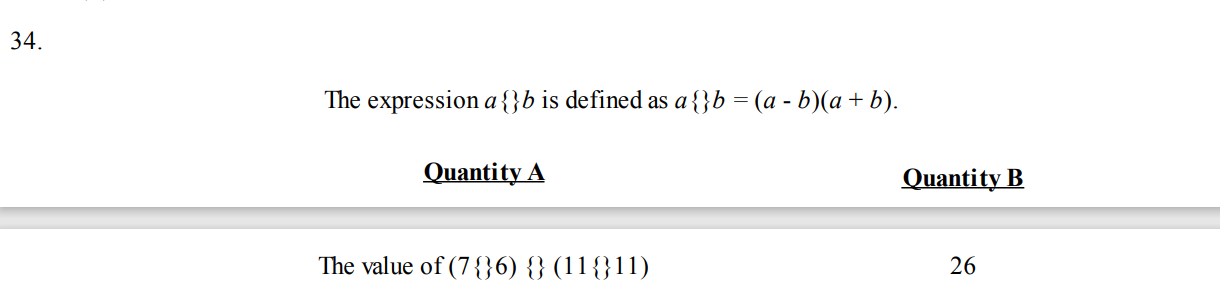 34.
The expression a{}b is defined as a{}b = (a - b)(a + b).
Quantity A Quantity B
The value of (7{}6) {} (11{}11) 26